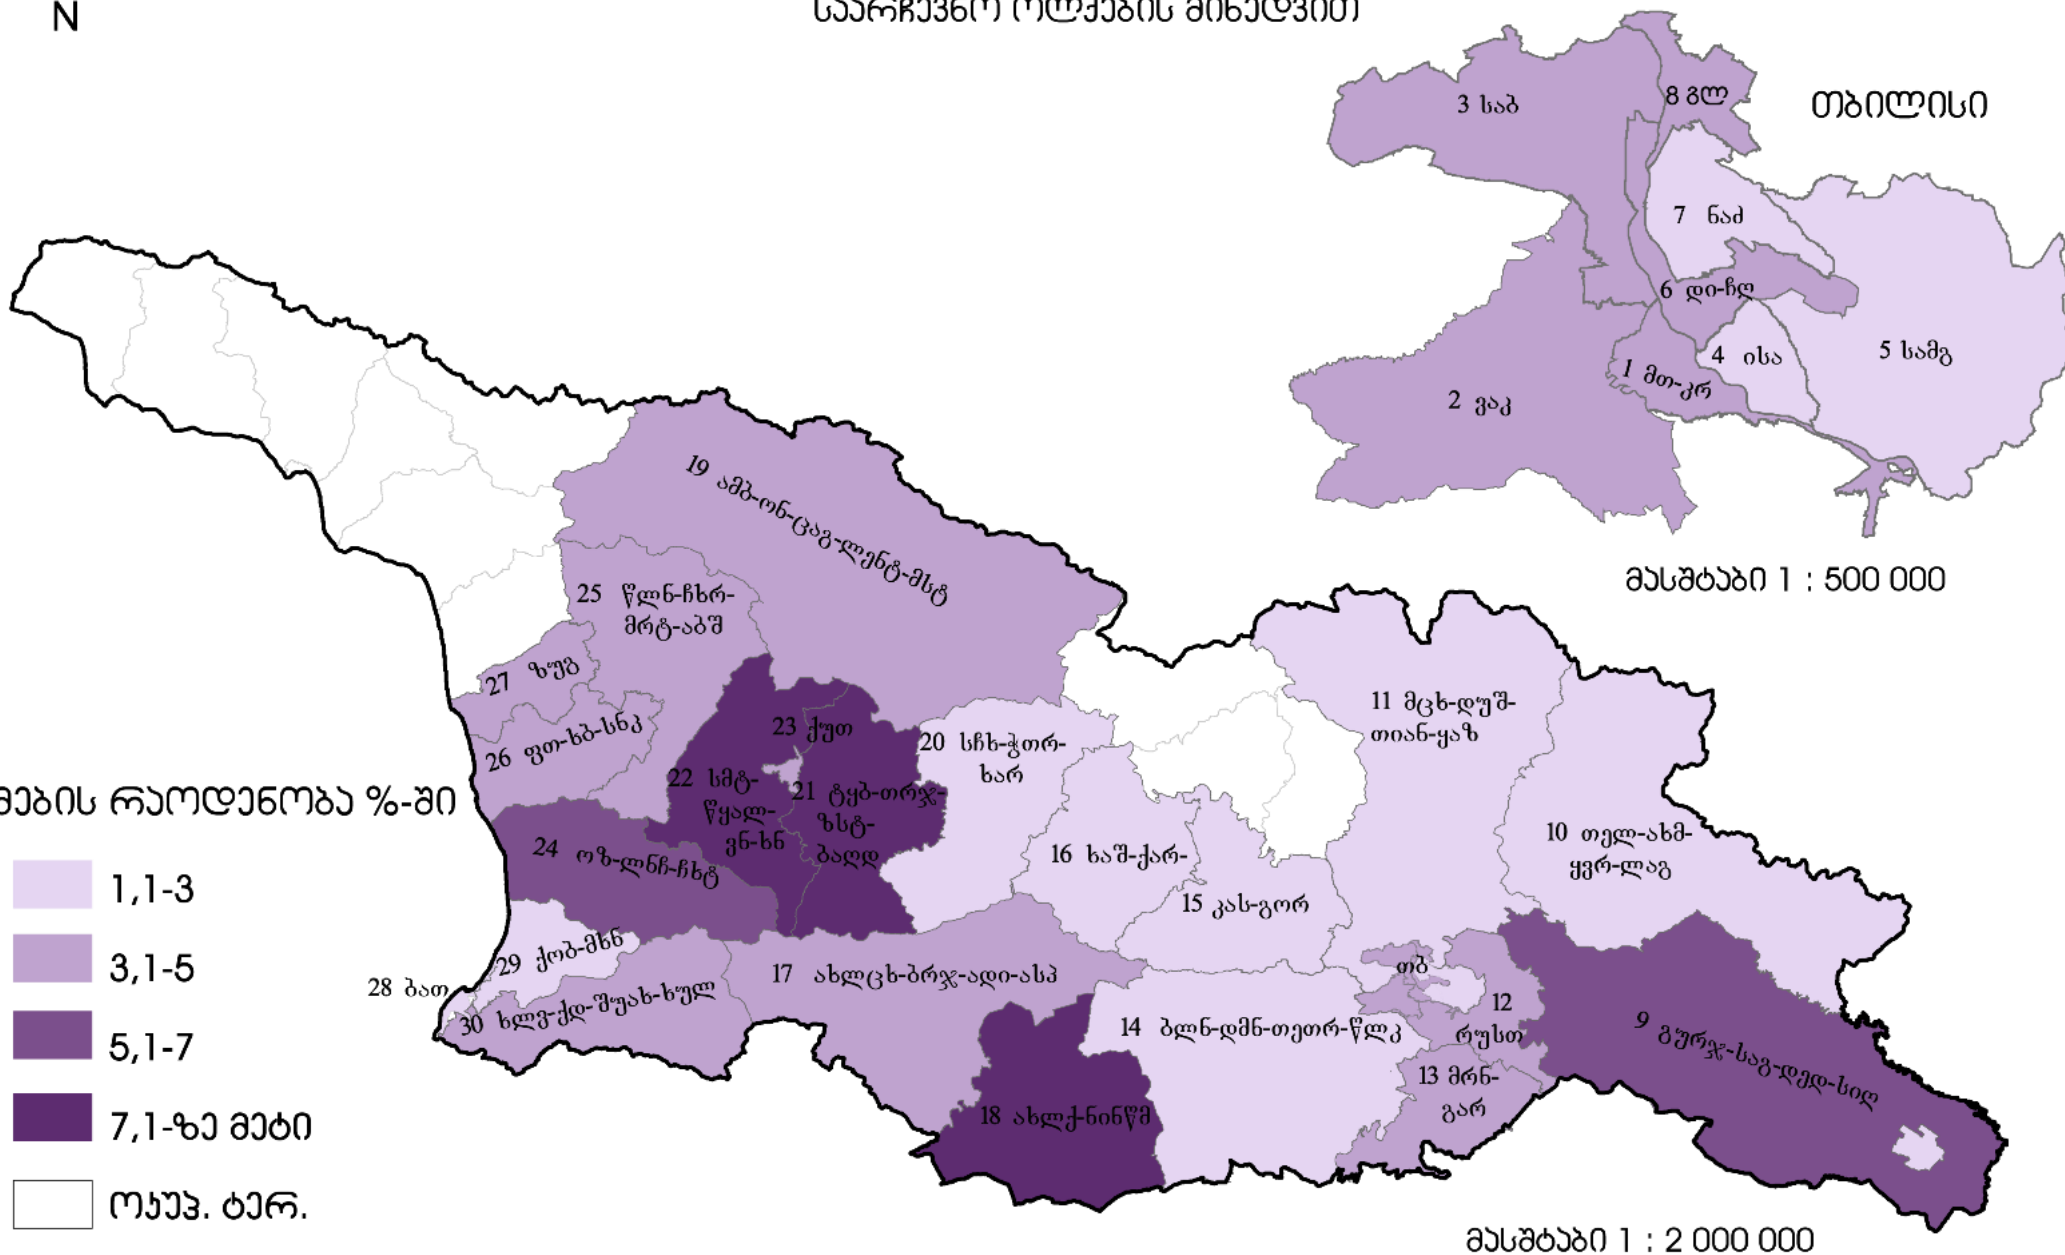 N
საარჩევნო ოლქების მიხედვით
თბილისი
3 საბ
8 გლ
7 ნაძ
6 დი-ჩღ
4 ისა
5 სამგ
1 მთ-კრ
2 ვაკ
მასშტაბი 1 : 500 000
19 ამბ-ონ-ცაგ-ლენტ-მსტ
25 წლნ-ჩხრ-
მრტ-აბშ
27 ზუგ
26 ფთ-ხბ-სნკ
23 ქუთ
22 სმტ-
წყალ-
ვნ-ხნ
21 ტყბ-თრჯ-
ზსტ-
ბაღდ
20 სჩხ-ჭთრ-
ხარ
11 მცხ-დუშ-
თიან-ყაზ
10 თელ-ახმ-
ყვრ-ლაგ
16 ხაშ-ქარ-
15 კას-გორ
24 ოზ-ლნჩ-ჩხტ
29 ქობ-მხნ
28 ბათ
30 ხლვ-ქდ-შუახ-ხულ
17 ახლცხ-ბრჯ-ადი-ასპ
თბ
12
რუსთ
14 ბლნ-დმნ-თეთრ-წლკ
13 მრნ-
გარ
9 გურჯ-საგ-დედ-სიღ
18 ახლქ-ნინწმ
მების რაოდენობა %-ში
1,1-3
3,1-5
5,1-7
7,1-ზე მეტი
ოკუპ. ტერ.
მასშტაბი 1 : 2 000 000